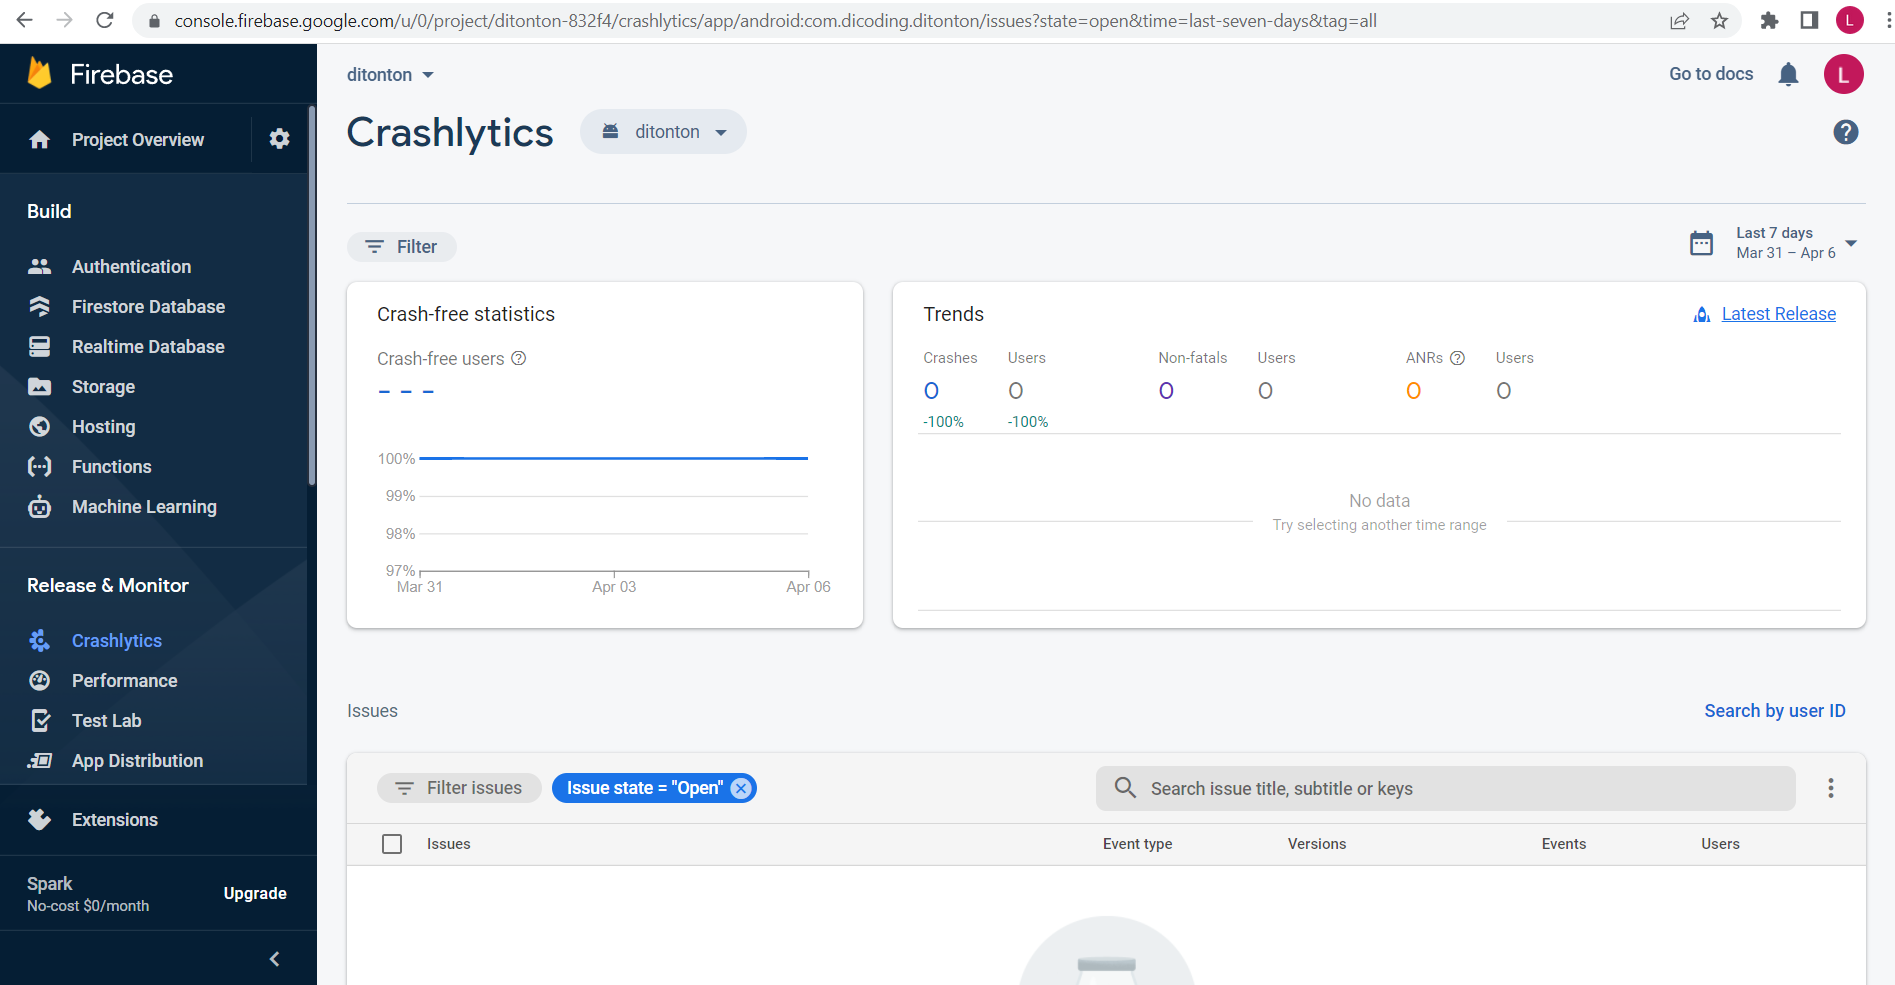 console.firebase.google.com/u/0/project/ditonton-832f4/crashlytics/app/android:com.dicoding.ditonton/issues?state=open&time=last-seven-days&tag=all
L
Firebase
Project Overview
Build
Authentication
Firestore Database
Realtime Database
Storage
Hosting
Functions
Machine Learning
Release & Monitor
Crashlytics
Performance
Test Lab
App Distribution
Extensions
Spark
No-cost $0/month
Upgrade
ditonton
Go to docs
L
Crashlytics
ditonton
Filter
Last 7 days
Mar 31 – Apr 6
Crash-free statistics
Crash-free users
– – –
100%
99%
98%
97%
Mar 31 Apr 03 Apr 06
Trends
Latest Release
Crashes Users Non-fatals Users ANRs Users
0 0 0 0 0 0
-100% -100%
No data
Try selecting another time range
Issues
Search by user ID
Filter issues
Issue state = "Open"
Search issue title, subtitle or keys
Issues Event type Versions Events Users